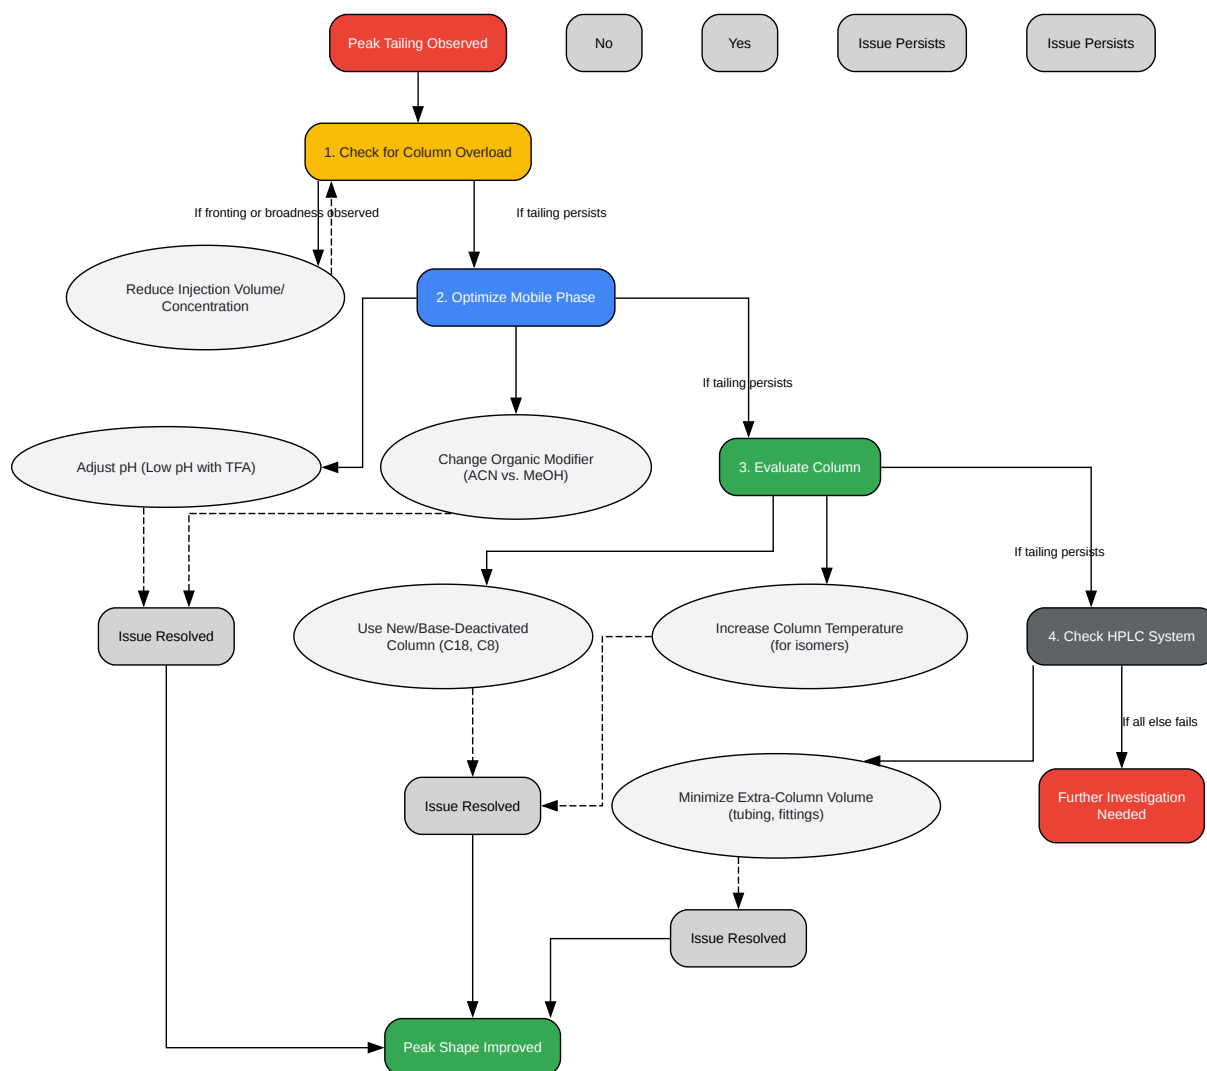 Peak Tailing Observed
No
Yes
Issue Persists
Issue Persists
1. Check for Column Overload
If fronting or broadness observed
If tailing persists
Reduce Injection Volume/
Concentration
2. Optimize Mobile Phase
If tailing persists
Adjust pH (Low pH with TFA)
Change Organic Modifier
(ACN vs. MeOH)
3. Evaluate Column
If tailing persists
Issue Resolved
Use New/Base-Deactivated
Column (C18, C8)
Increase Column Temperature
(for isomers)
4. Check HPLC System
If all else fails
Issue Resolved
Minimize Extra-Column Volume
(tubing, fittings)
Further Investigation
Needed
Issue Resolved
Peak Shape Improved